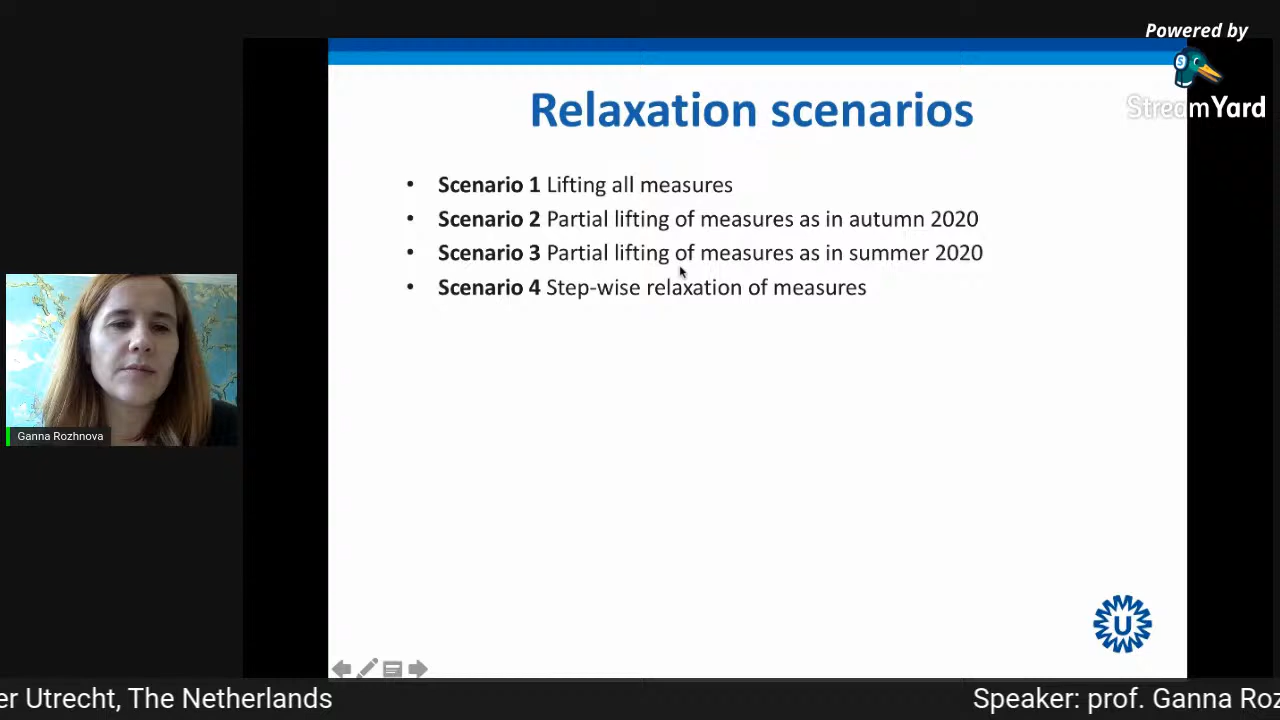 Powered by
StreamYard
Relaxation scenarios
• Scenario 1 Lifting all measures
• Scenario 2 Partial lifting of measures as in autumn 2020
• Scenario 3 Partial lifting of measures as in summer 2020
• Scenario 4 Step-wise relaxation of measures
Ganna Rozhnova
U
er Utrecht, The Netherlands
Speaker: prof. Ganna Roz